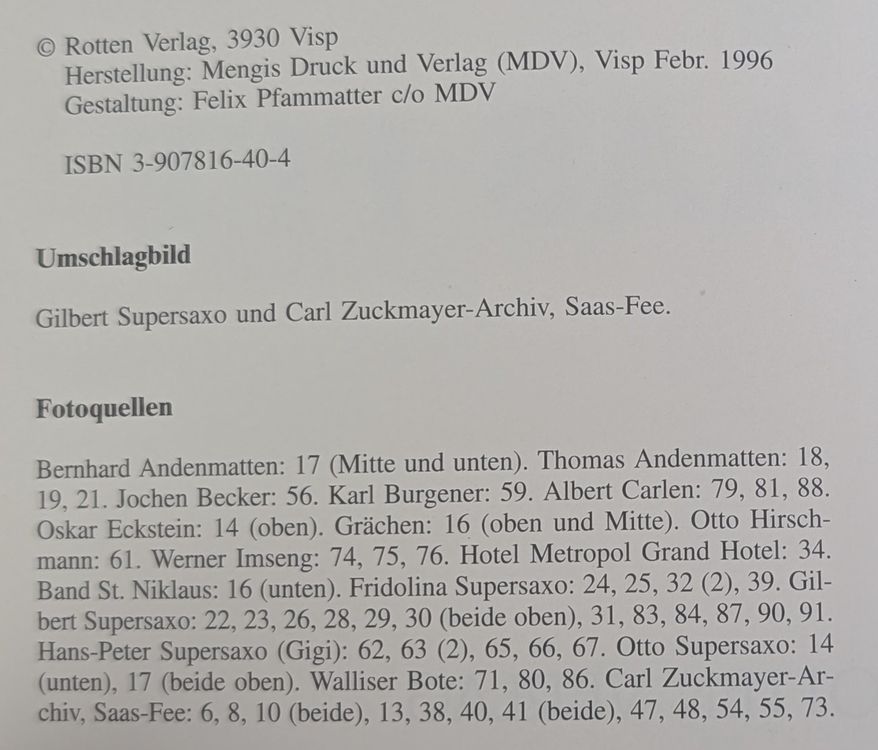 © Rotten Verlag, 3930 Visp
Herstellung: Mengis Druck und Verlag (MDV), Visp Febr. 1996
Gestaltung: Felix Pfammatter c/o MDV
ISBN 3-907816-40-4
Umschlagbild
Gilbert Supersaxo und Carl Zuckmayer-Archiv, Saas-Fee.
Fotoquellen
Bernhard Andenmatten: 17 (Mitte und unten). Thomas Andenmatten: 18,
19, 21. Jochen Becker: 56. Karl Burgener: 59. Albert Carlen: 79, 81, 88.
Oskar Eckstein: 14 (oben). Grächen: 16 (oben und Mitte). Otto Hirsch-
mann: 61. Werner Imseng: 74, 75, 76. Hotel Metropol Grand Hotel: 34.
Band St. Niklaus: 16 (unten). Fridolina Supersaxo: 24, 25, 32 (2), 39. Gil-
bert Supersaxo: 22, 23, 26, 28, 29, 30 (beide oben), 31, 83, 84, 87, 90, 91.
Hans-Peter Supersaxo (Gigi): 62, 63 (2), 65, 66, 67. Otto Supersaxo: 14
(unten), 17 (beide oben). Walliser Bote: 71, 80, 86. Carl Zuckmayer-Ar-
chiv, Saas-Fee: 6, 8, 10 (beide), 13, 38, 40, 41 (beide), 47, 48, 54, 55, 73.